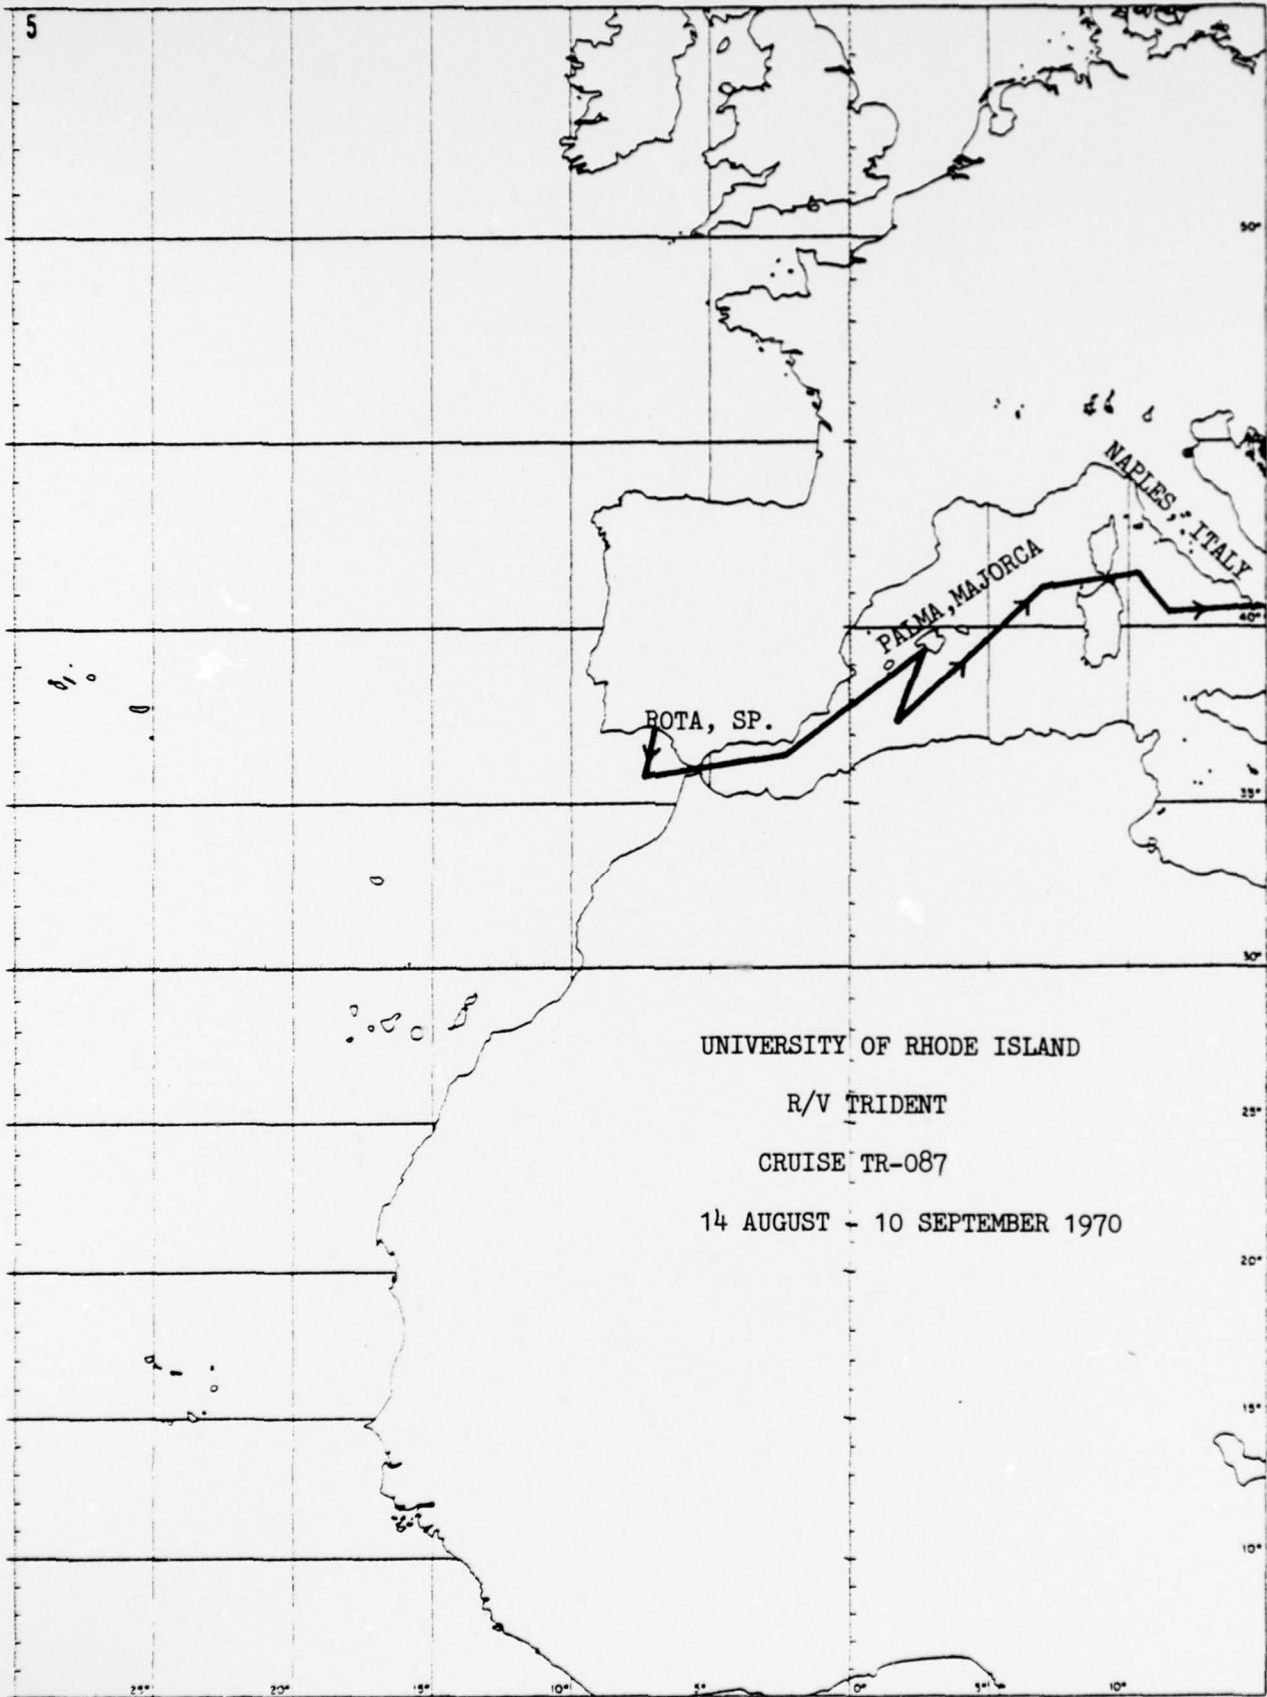 5
50°
NAPLES, ITALY
PALMA, MAJORCA
40°
ROTA, SP.
35°
30°
UNIVERSITY OF RHODE ISLAND
R/V TRIDENT
25°
CRUISE TR-087
14 AUGUST - 10 SEPTEMBER 1970
20°
15°
10°
25° 20° 15° 10° 5° 0° 5° 10°